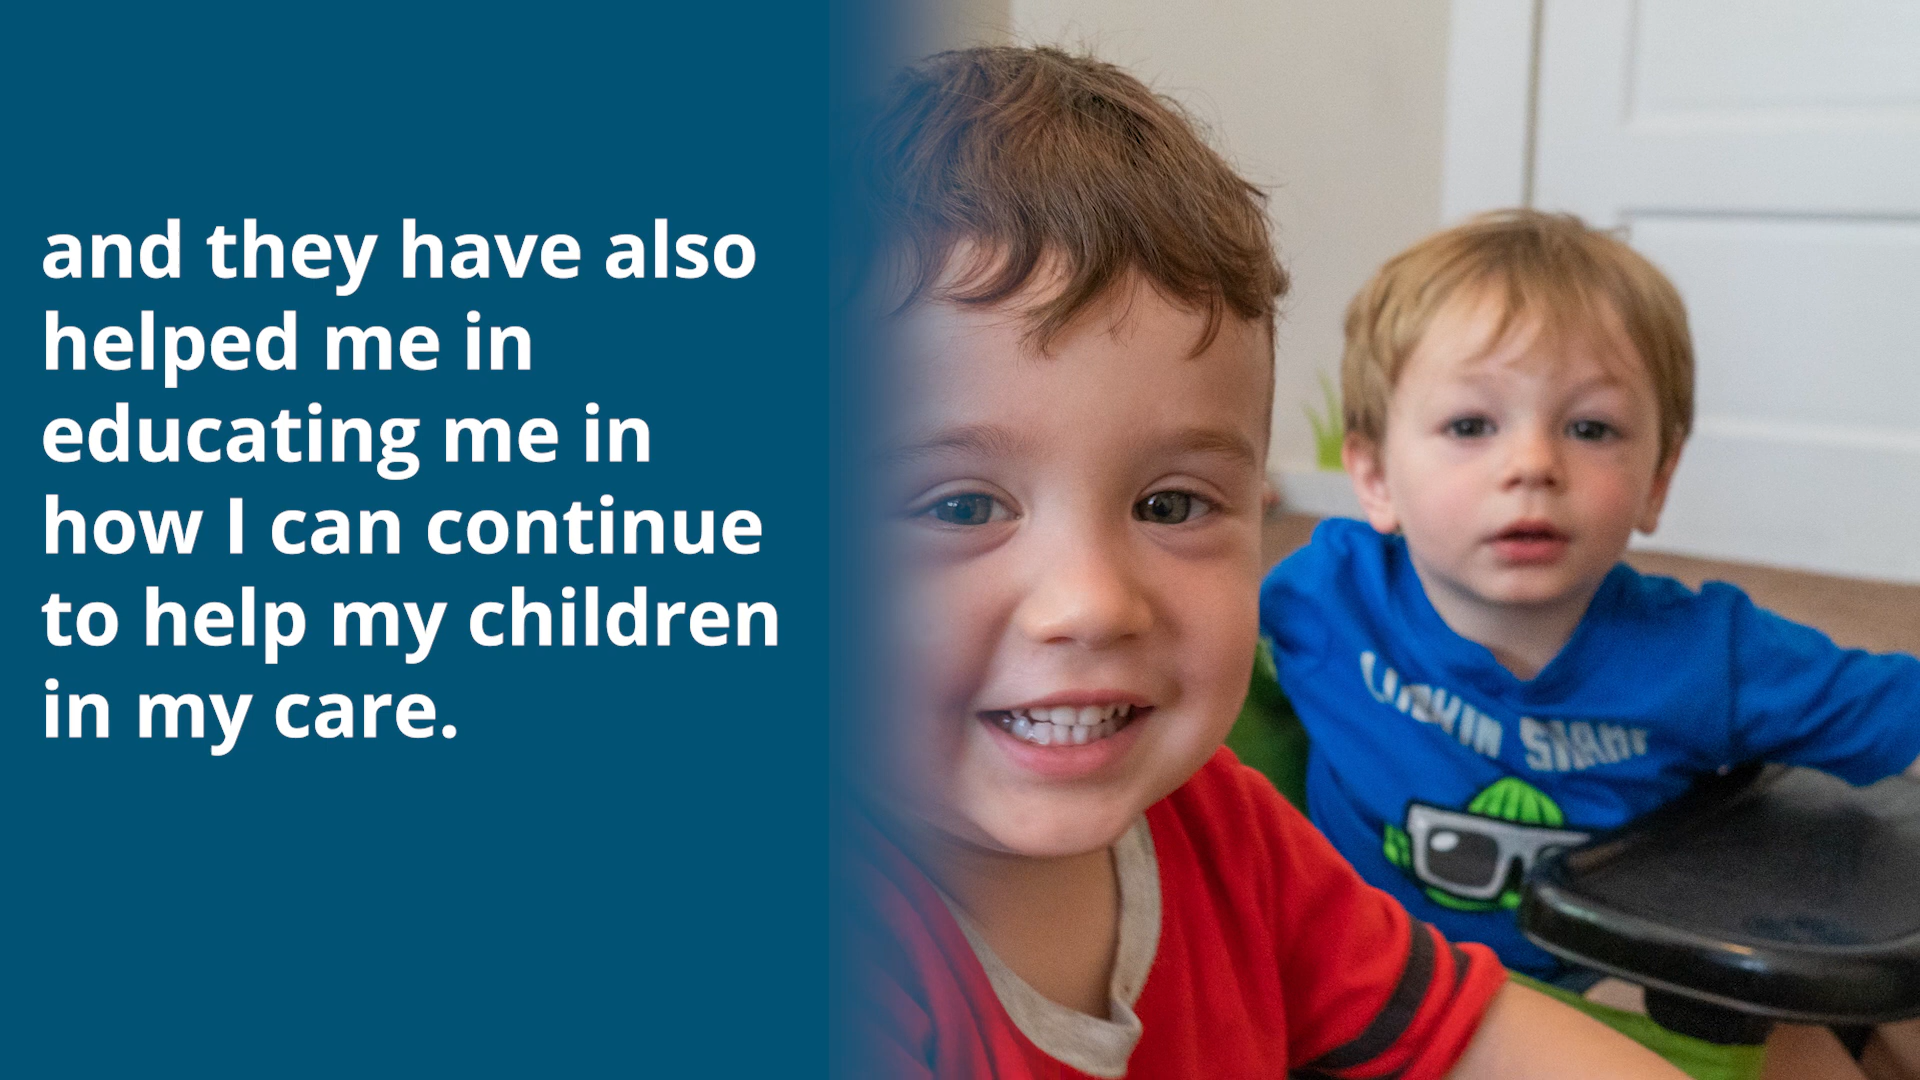 and they have also
helped me in
educating me in
how I can continue
to help my children
in my care.